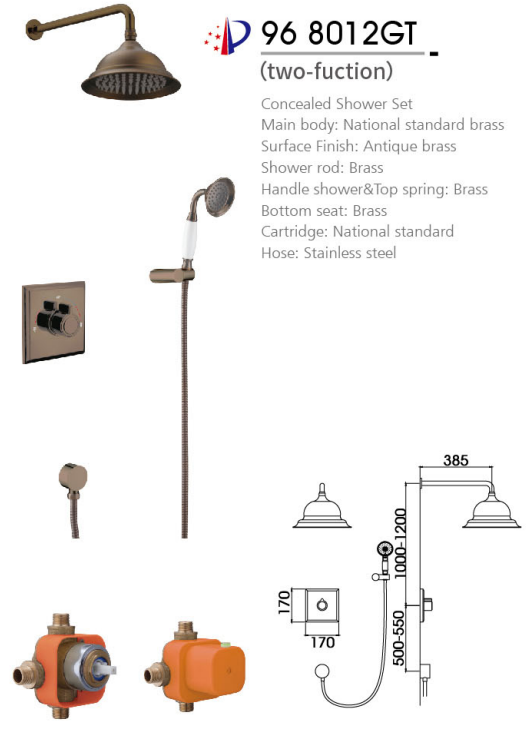 96 8012GT
(two-fuction)
Concealed Shower Set
Main body: National standard brass
Surface Finish: Antique brass
Shower rod: Brass
Handle shower&Top spring: Brass
Bottom seat: Brass
Cartridge: National standard
Hose: Stainless steel
385
1000-1200
170
170
500-550